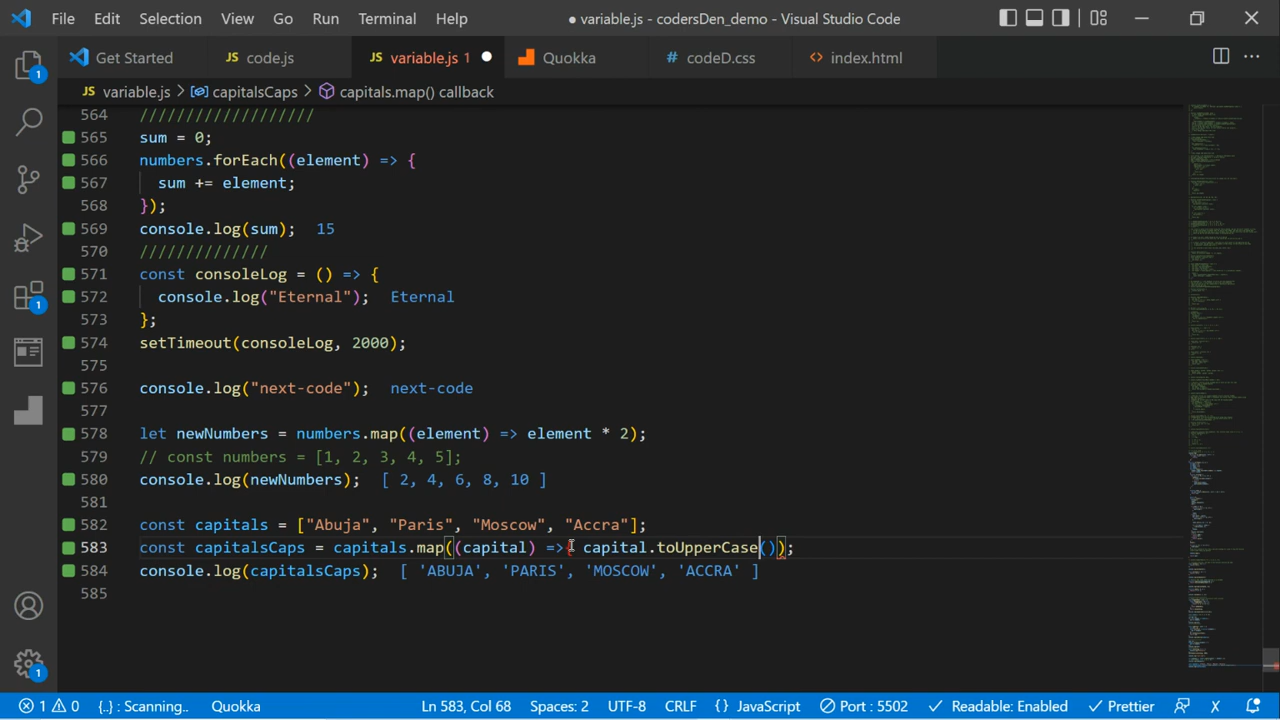 File Edit Selection View Go Run Terminal Help ● variable.js - codersDen_demo - Visual Studio Code
Get Started JS code.js JS variable.js 1 ● Quokka # codeD.css <> index.html
JS variable.js > capitalsCaps > capitals.map() callback
564 ///////////////////
565 sum = 0;
566 numbers.forEach((element) => {
567 sum += element;
568 });
569 console.log(sum); 15
570 //////////////
571 const consoleLog = () => {
572 console.log("Eternal"); Eternal
573 };
574 setTimeout(consoleLog, 2000);
575
576 console.log("next-code"); next-code
577
578 let newNumbers = numbers.map((element) => element * 2);
579 // const numbers = [1, 2, 3, 4, 5];
580 console.log(newNumbers); [ 2, 4, 6, 8, 10 ]
581
582 const capitals = ["Abuja", "Paris", "Moscow", "Accra"];
583 const capitalsCaps = capitals.map((capital) =>{ capital.toUpperCase());
584 console.log(capitalsCaps); [ 'ABUJA', 'PARIS', 'MOSCOW', 'ACCRA' ]
585
1
1
1
1 0 {..} : Scanning.. Quokka Ln 583, Col 68 Spaces: 2 UTF-8 CRLF {} JavaScript Port : 5502 Readable: Enabled X Prettier